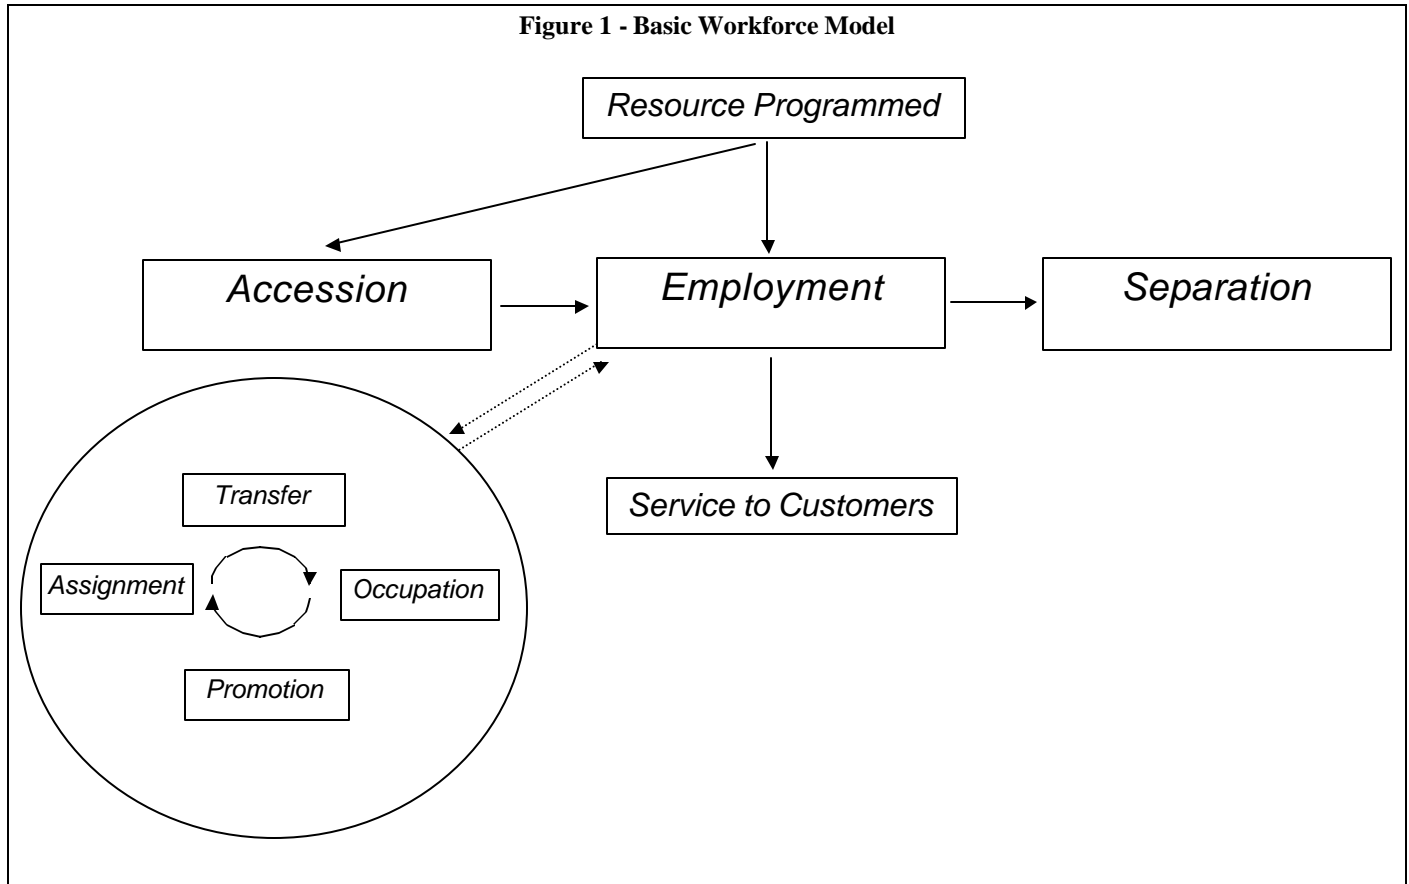 Figure 1 - Basic Workforce Model
Resource Programmed
Accession
Employment
Separation
Service to Customers
Transfer
Assignment
Occupation
Promotion